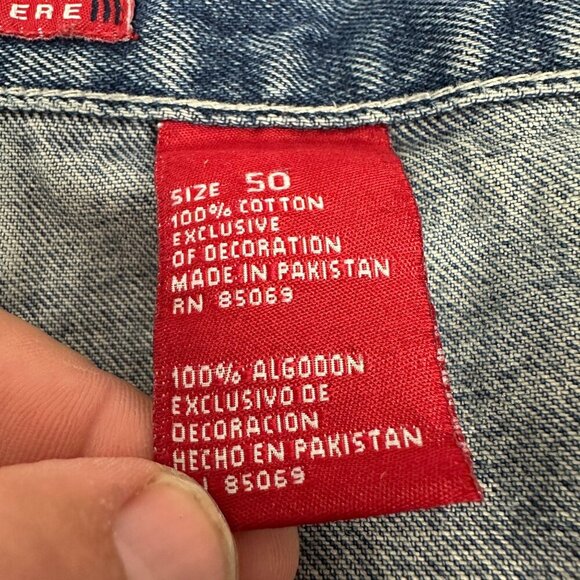 ERE
SIZE 50
100% COTTON
EXCLUSIVE
OF DECORATION
MADE IN PAKISTAN
RN 85069
100% ALGODON
EXCLUSIVO DE
DECORACION
HECHO EN PAKISTAN
85069